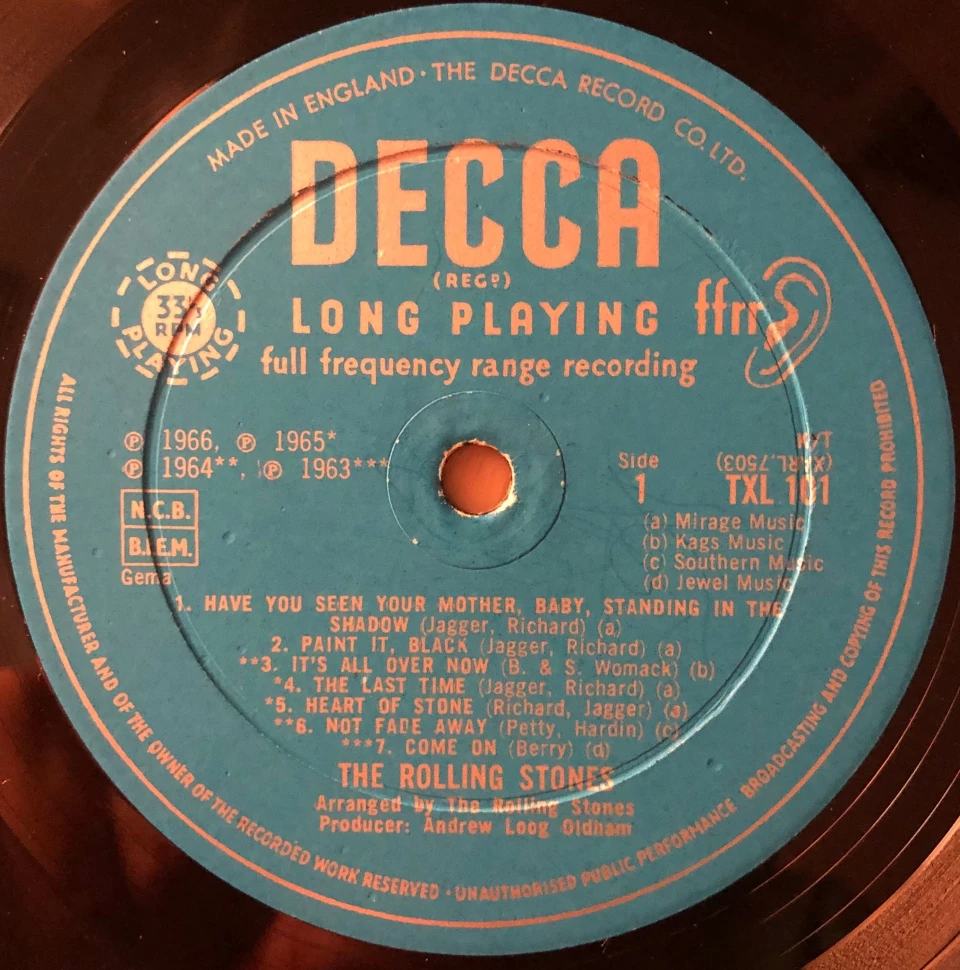 MADE IN ENGLAND · THE DECCA RECORD CO. LTD.
DECCA
(REGD)
LONG PLAYING
33⅓
RPM
LONG PLAYING ffrr
full frequency range recording
Ⓟ 1966, Ⓟ 1965*
Ⓟ 1964**, Ⓟ 1963***
N.C.B.
B.I.E.M.
Gema
Side
1
(XARL.7503)
TXL 101
(a) Mirage Music
(b) Kags Music
(c) Southern Music
(d) Jewel Music
1. HAVE YOU SEEN YOUR MOTHER, BABY, STANDING IN THE
SHADOW (Jagger, Richard) (a)
2. PAINT IT, BLACK (Jagger, Richard) (a)
**3. IT'S ALL OVER NOW (B. & S. Womack) (b)
*4. THE LAST TIME (Jagger, Richard) (a)
*5. HEART OF STONE (Richard, Jagger) (a)
**6. NOT FADE AWAY (Petty, Hardin) (c)
***7. COME ON (Berry) (d)
THE ROLLING STONES
Arranged by The Rolling Stones
Producer: Andrew Loog Oldham
ALL RIGHTS OF THE MANUFACTURER AND OF THE OWNER OF THE RECORDED WORK RESERVED · UNAUTHORISED PUBLIC PERFORMANCE BROADCASTING AND COPYING OF THIS RECORD PROHIBITED